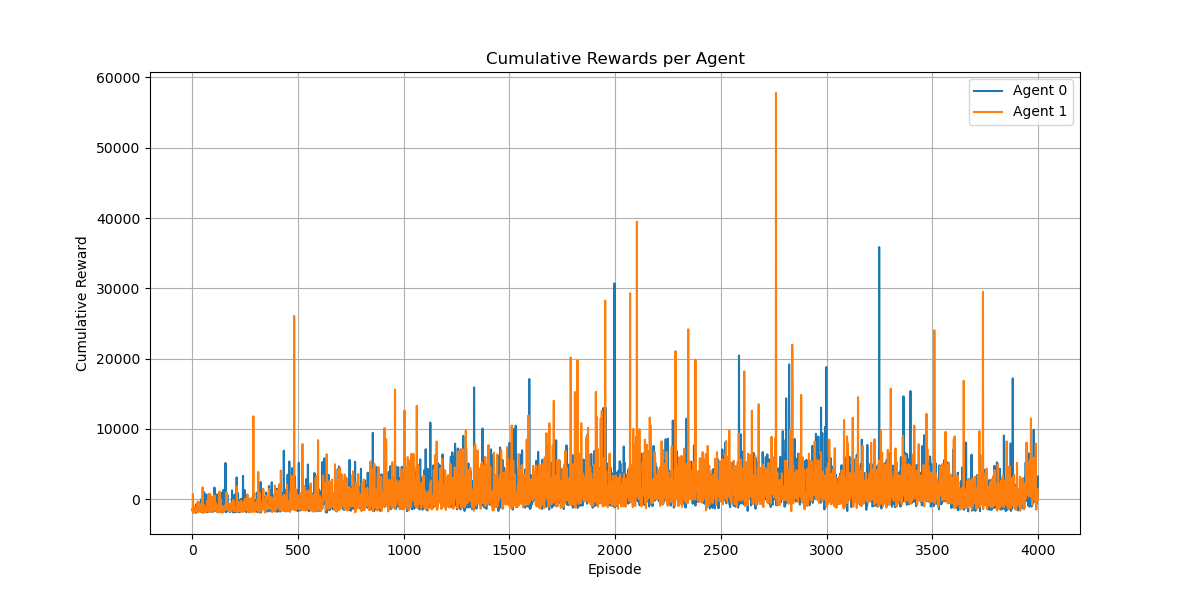 Cumulative Rewards per Agent
60000
50000
40000
30000
20000
10000
0
Cumulative Reward
Agent 0
Agent 1
0 500 1000 1500 2000 2500 3000 3500 4000
Episode